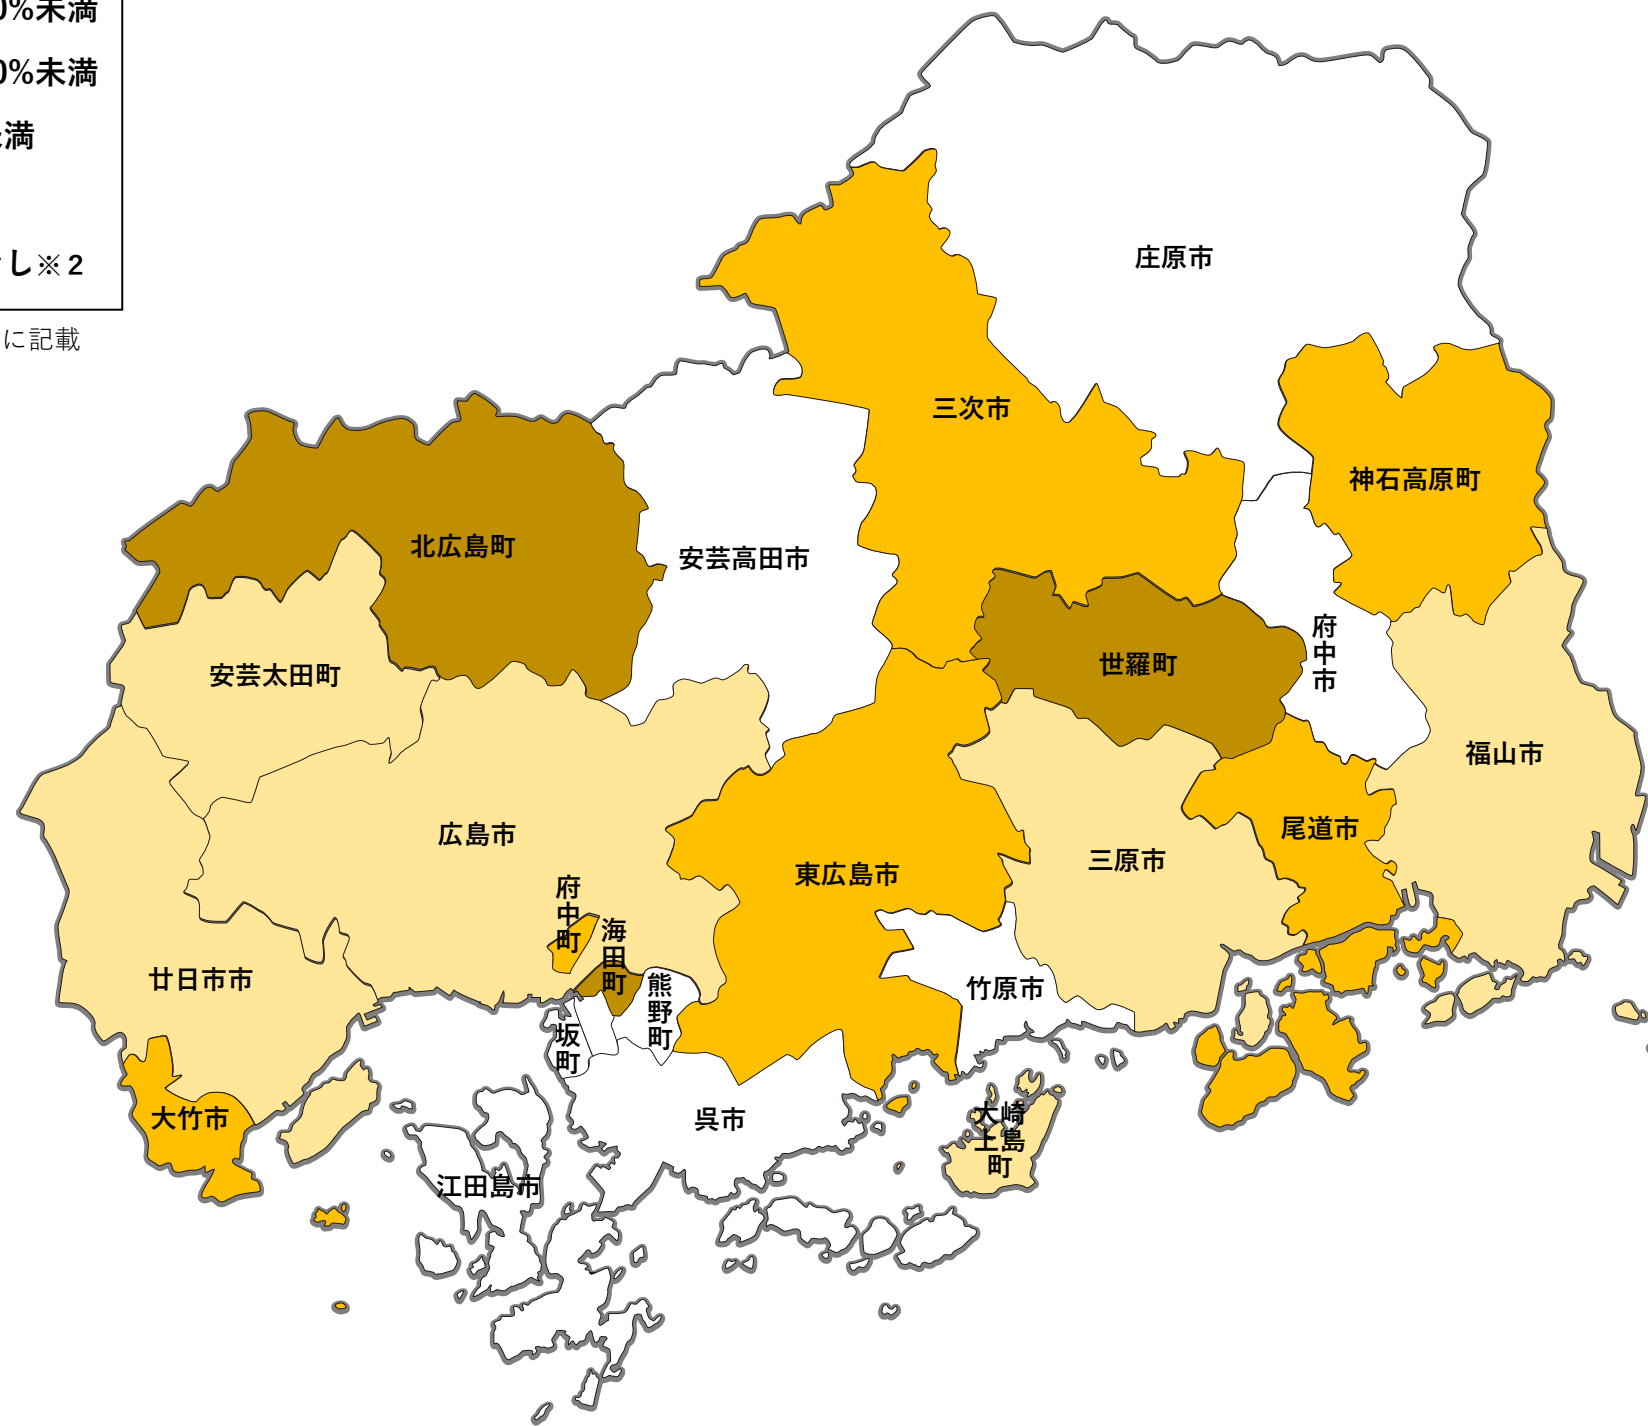 0%未満
0%未満
未満
し※2
に記載
庄原市
三次市
神石高原町
北広島町
安芸高田市
府中市
世羅町
安芸太田町
福山市
尾道市
広島市
三原市
東広島市
府中町
海田町
熊野町
廿日市市
竹原市
坂町
大竹市
呉市
大崎
上島
町
江田島市